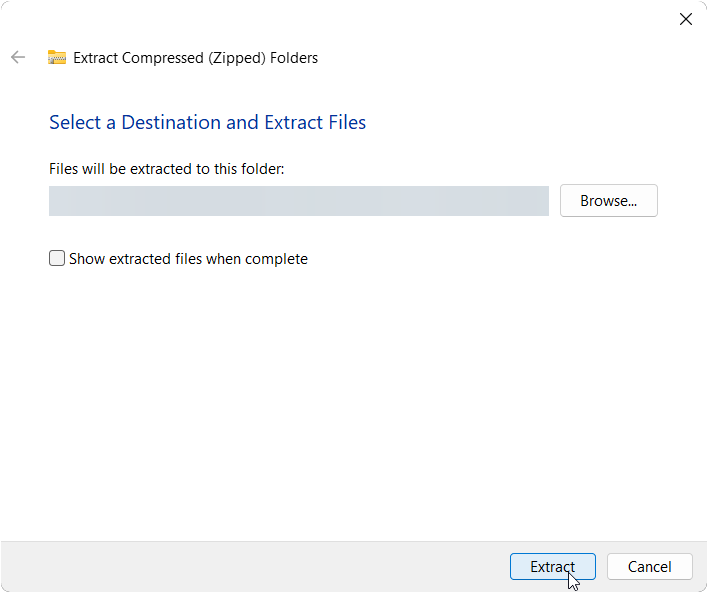 Extract Compressed (Zipped) Folders
Select a Destination and Extract Files
Files will be extracted to this folder:
Browse...
Show extracted files when complete
Extract
Cancel